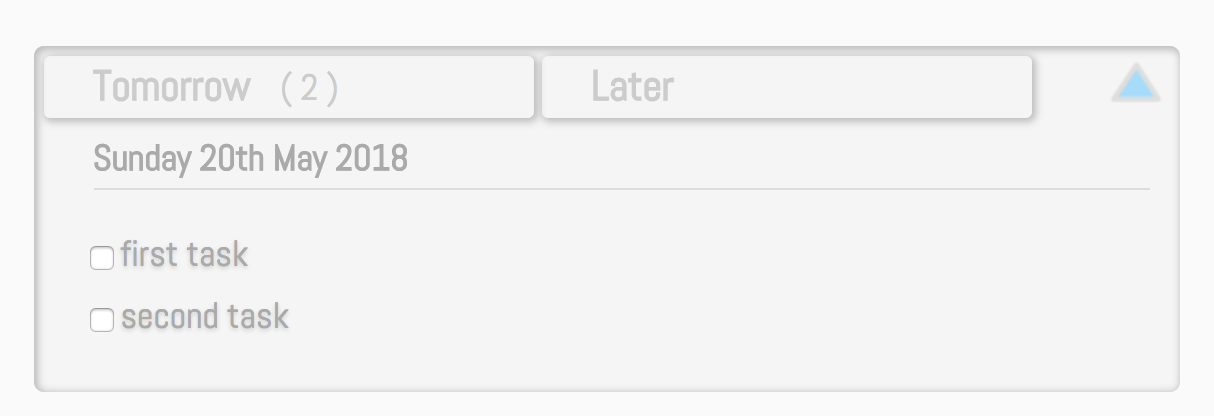 Tomorrow ( 2 ) Later
Sunday 20th May 2018
first task
second task